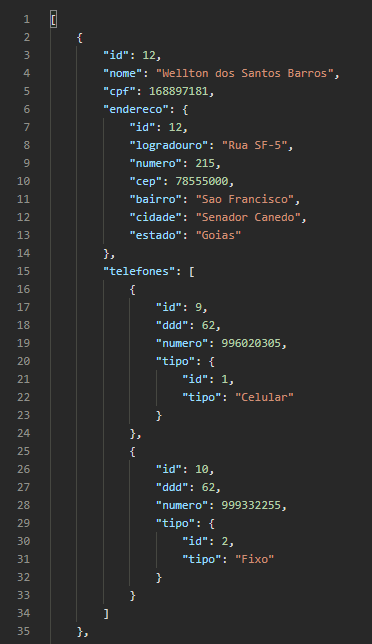 1 [
2 {
3 "id": 12,
4 "nome": "Wellton dos Santos Barros",
5 "cpf": 168897181,
6 "endereco": {
7 "id": 12,
8 "logradouro": "Rua SF-5",
9 "numero": 215,
10 "cep": 78555000,
11 "bairro": "Sao Francisco",
12 "cidade": "Senador Canedo",
13 "estado": "Goias"
14 },
15 "telefones": [
16 {
17 "id": 9,
18 "ddd": 62,
19 "numero": 996020305,
20 "tipo": {
21 "id": 1,
22 "tipo": "Celular"
23 }
24 },
25 {
26 "id": 10,
27 "ddd": 62,
28 "numero": 999332255,
29 "tipo": {
30 "id": 2,
31 "tipo": "Fixo"
32 }
33 }
34 ]
35 },